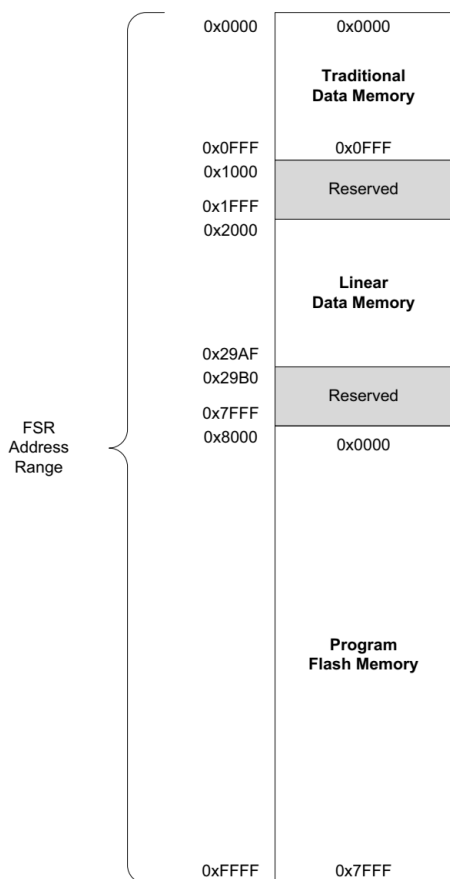 0x0000 0x0000
Traditional
Data Memory
0x0FFF 0x0FFF
0x1000
Reserved
0x1FFF
0x2000
Linear
Data Memory
0x29AF
0x29B0
Reserved
0x7FFF
FSR
Address
Range
0x8000 0x0000
Program
Flash Memory
0xFFFF 0x7FFF